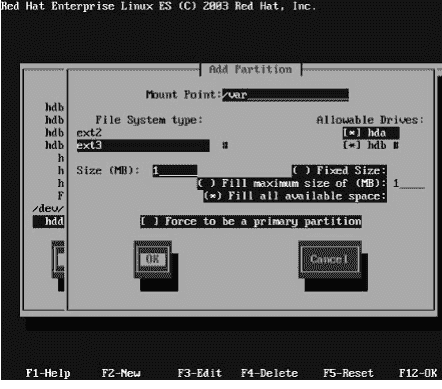 Red Hat Enterprise Linux ES (C) 2003 Red Hat, Inc.
Add Partition
Mount Point:/var
hdb
hdb File System type: Allowable Drives:
hdb ext2 [*] hda
hdb ext3 # [*] hdb #
h
h Size (MB): 1 ( ) Fixed Size:
h ( ) Fill maximum size of (MB): 1
F (*) Fill all available space:
/dev/
hdd [ ] Force to be a primary partition
OK Cancel
F1-Help F2-New F3-Edit F4-Delete F5-Reset F12-OK